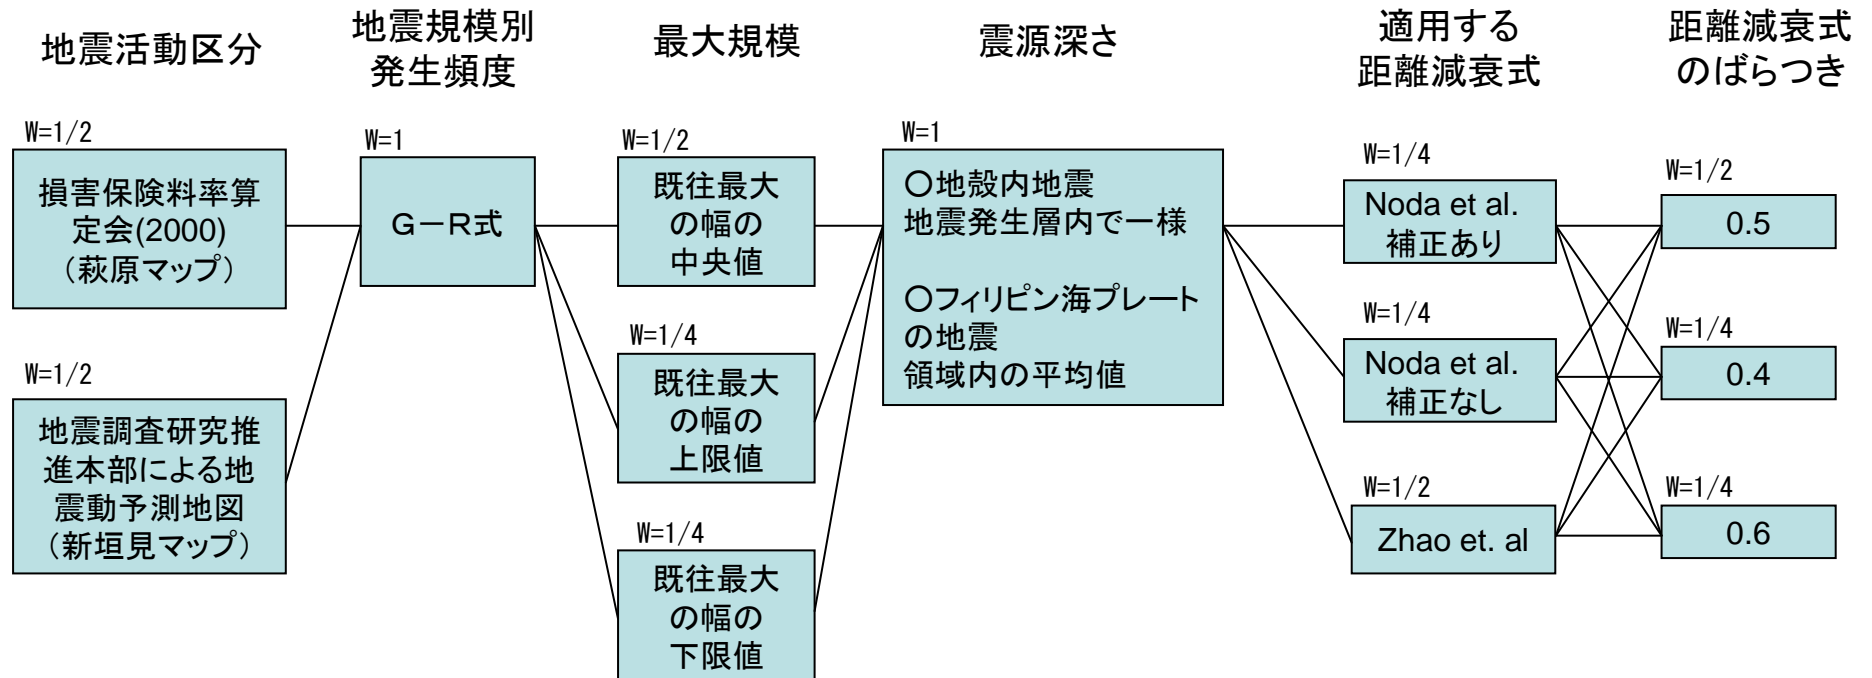 地震活動区分
地震規模別
発生頻度
最大規模
震源深さ
適用する
距離減衰式
距離減衰式
のばらつき
W=1/2
損害保険料率算
定会(2000)
（萩原マップ）
W=1/2
地震調査研究推
進本部による地
震動予測地図
（新垣見マップ）
W=1
G－R式
W=1/2
既往最大
の幅の
中央値
W=1/4
既往最大
の幅の
上限値
W=1/4
既往最大
の幅の
下限値
W=1
〇地殻内地震
地震発生層内で一様
〇フィリピン海プレート
の地震
領域内の平均値
W=1/4
Noda et al.
補正あり
W=1/4
Noda et al.
補正なし
W=1/2
Zhao et. al
W=1/2
0.5
W=1/4
0.4
W=1/4
0.6